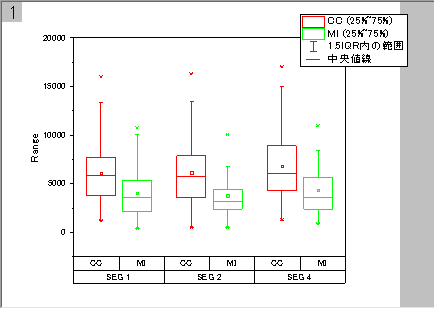 1
CC (25%~75%)
MI (25%~75%)
1.5IQR内の範囲
中央値線
20000
15000
10000
5000
0
Range
CC MI CC MI CC MI
SEG 1 SEG 2 SEG 4